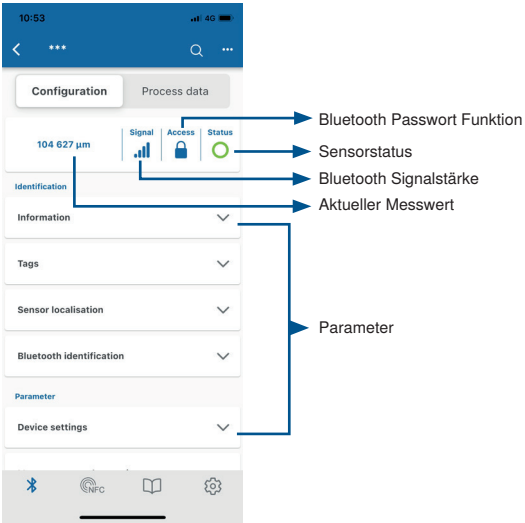 10:53
4G
***
Configuration
Process data
104 627 µm
Signal
Access
Status
Identification
Information
Tags
Sensor localisation
Bluetooth identification
Parameter
Device settings
NFC
Bluetooth Passwort Funktion
Sensorstatus
Bluetooth Signalstärke
Aktueller Messwert
Parameter